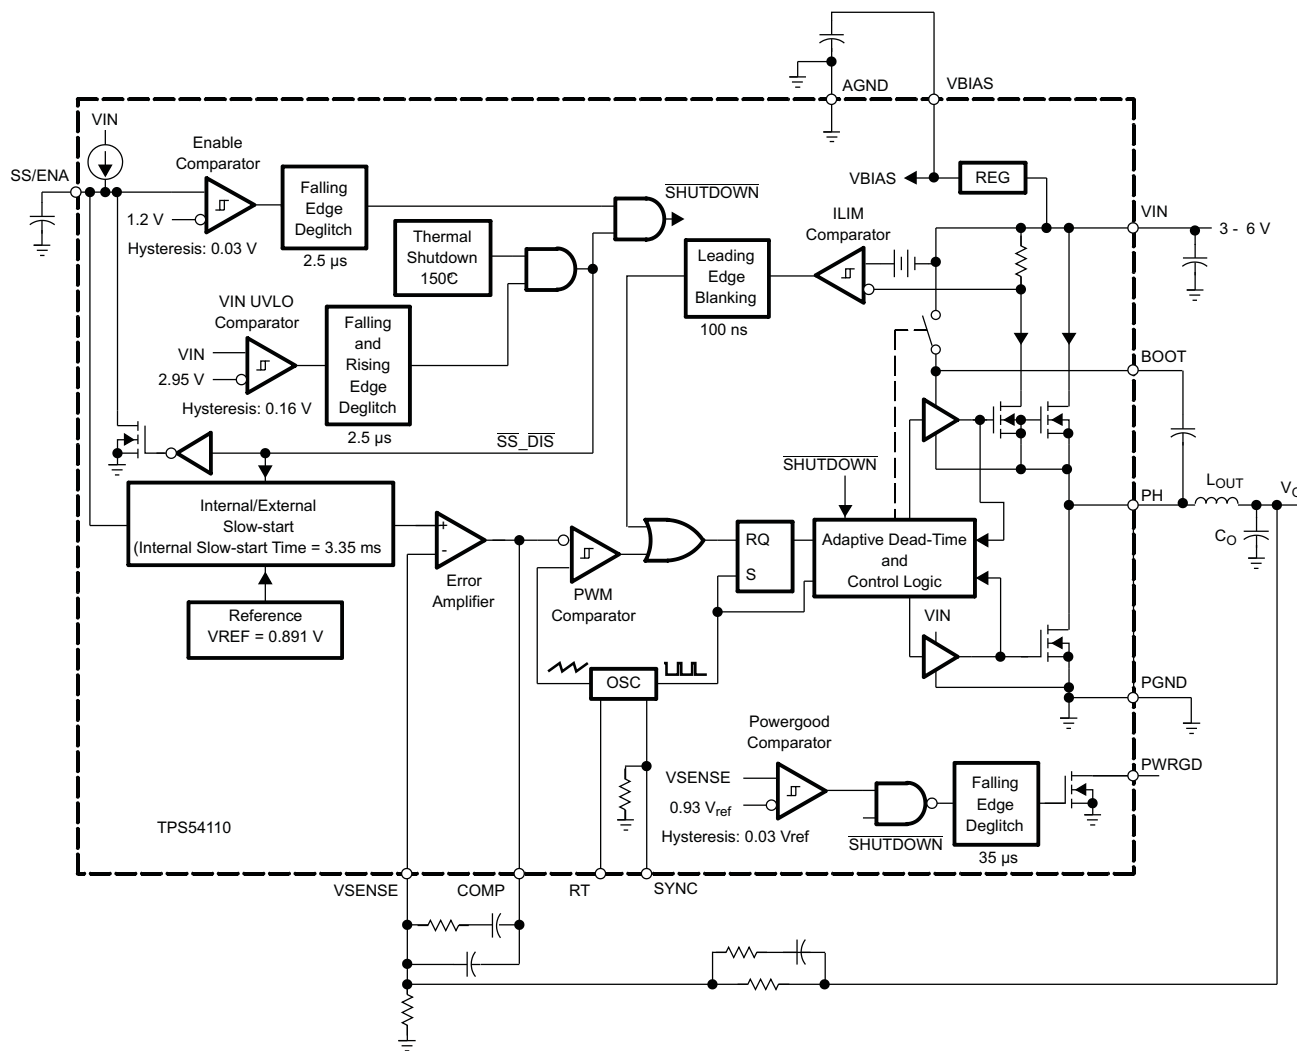 AGND
VBIAS
VIN
Enable
Comparator
SS/ENA
1.2 V
Hysteresis: 0.03 V
Falling
Edge
Deglitch
2.5 µs
SHUTDOWN
Thermal
Shutdown
150°C
VBIAS
REG
ILIM
Comparator
VIN
3 - 6 V
Leading
Edge
Blanking
100 ns
VIN UVLO
Comparator
VIN
2.95 V
Hysteresis: 0.16 V
Falling
and
Rising
Edge
Deglitch
2.5 µs
BOOT
SS_DIS
SHUTDOWN
Internal/External
Slow-start
(Internal Slow-start Time = 3.35 ms
PH
LOUT
CO
Error
Amplifier
+
-
PWM
Comparator
RQ
S
Adaptive Dead-Time
and
Control Logic
Reference
VREF = 0.891 V
VIN
OSC
PGND
Powergood
Comparator
VSENSE
0.93 Vref
Hysteresis: 0.03 Vref
SHUTDOWN
Falling
Edge
Deglitch
35 µs
PWRGD
TPS54110
VSENSE
COMP
RT
SYNC